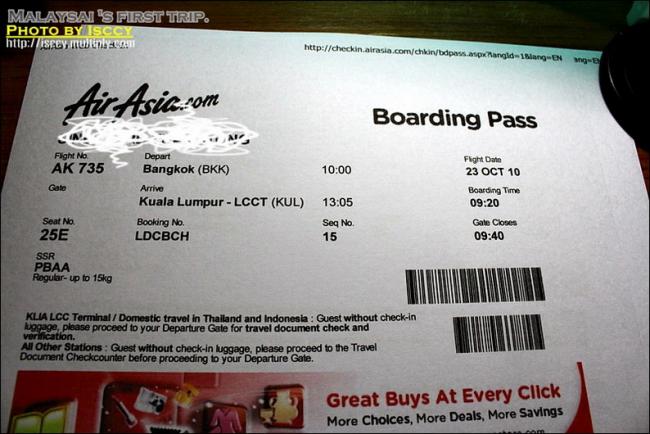 MALAYSAI 'S FIRST TRIP.
PHOTO BY ISCCY
http://isccy.multiply.com
http://checkin.airasia.com/chkin/bdpass.aspx?langId=1&lang=EN
AirAsia.com
Boarding Pass
Flight No. Depart Flight Date
AK 735 Bangkok (BKK) 10:00 23 OCT 10
Gate Arrive Boarding Time
Kuala Lumpur - LCCT (KUL) 13:05 09:20
Seat No. Booking No. Seq No. Gate Closes
25E LDCBCH 15 09:40
SSR
PBAA
Regular- up to 15kg
KLIA LCC Terminal / Domestic travel in Thailand and Indonesia : Guest without check-in
luggage, please proceed to your Departure Gate for travel document check and
verification.
All Other Stations : Guest without check-in luggage, please proceed to the Travel
Document Checkcounter before proceeding to your Departure Gate.
Great Buys At Every Click
More Choices, More Deals, More Savings